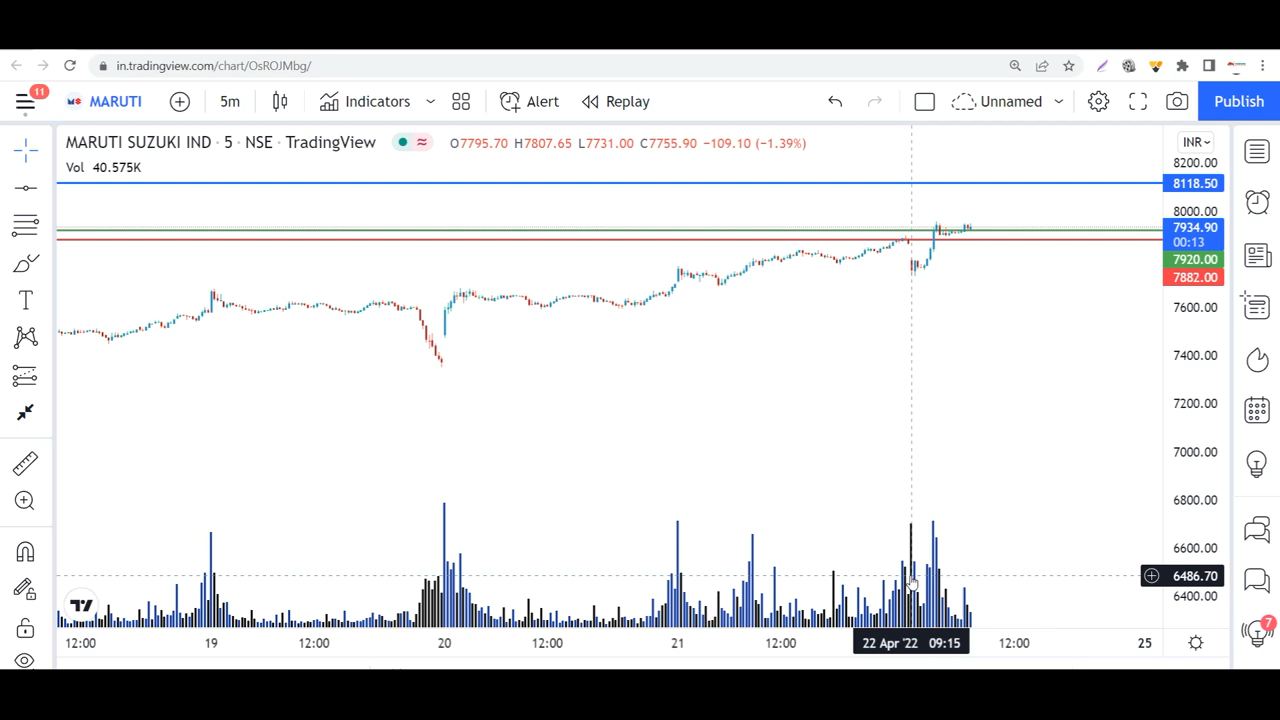 in.tradingview.com/chart/OsROJMbg/
11
MARUTI
5m
Indicators
Alert
Replay
Unnamed
Publish
MARUTI SUZUKI IND · 5 · NSE · TradingView
O7795.70 H7807.65 L7731.00 C7755.90 −109.10 (−1.39%)
INR
Vol 40.575K
8200.00
8118.50
8000.00
7934.90
00:13
7920.00
7882.00
7600.00
7400.00
7200.00
7000.00
6800.00
6600.00
6486.70
6400.00
7
12:00 19 12:00 20 12:00 21 12:00 22 Apr '22 09:15 12:00 25